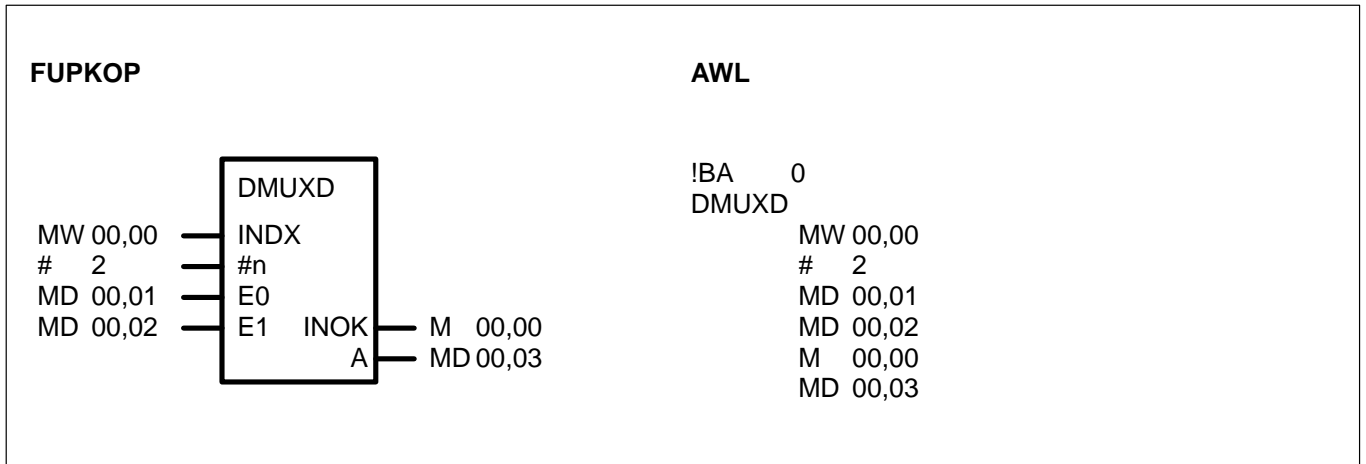 FUPKOP
DMUXD
MW 00,00 INDX
# 2 #n
MD 00,01 E0
MD 00,02 E1 INOK M 00,00
A MD 00,03
AWL
!BA 0
DMUXD
MW 00,00
# 2
MD 00,01
MD 00,02
M 00,00
MD 00,03